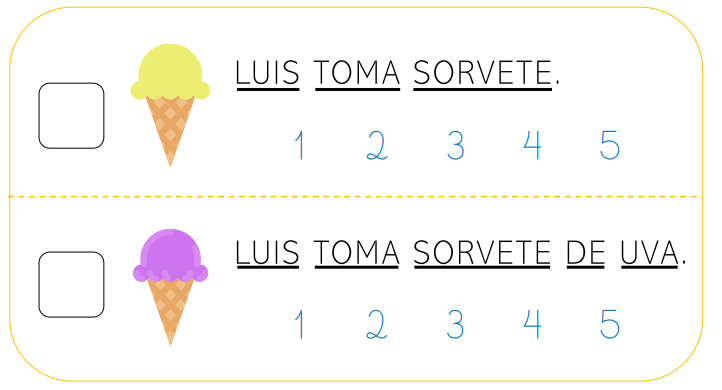 LUIS TOMA SORVETE.
1 2 3 4 5
LUIS TOMA SORVETE DE UVA.
1 2 3 4 5